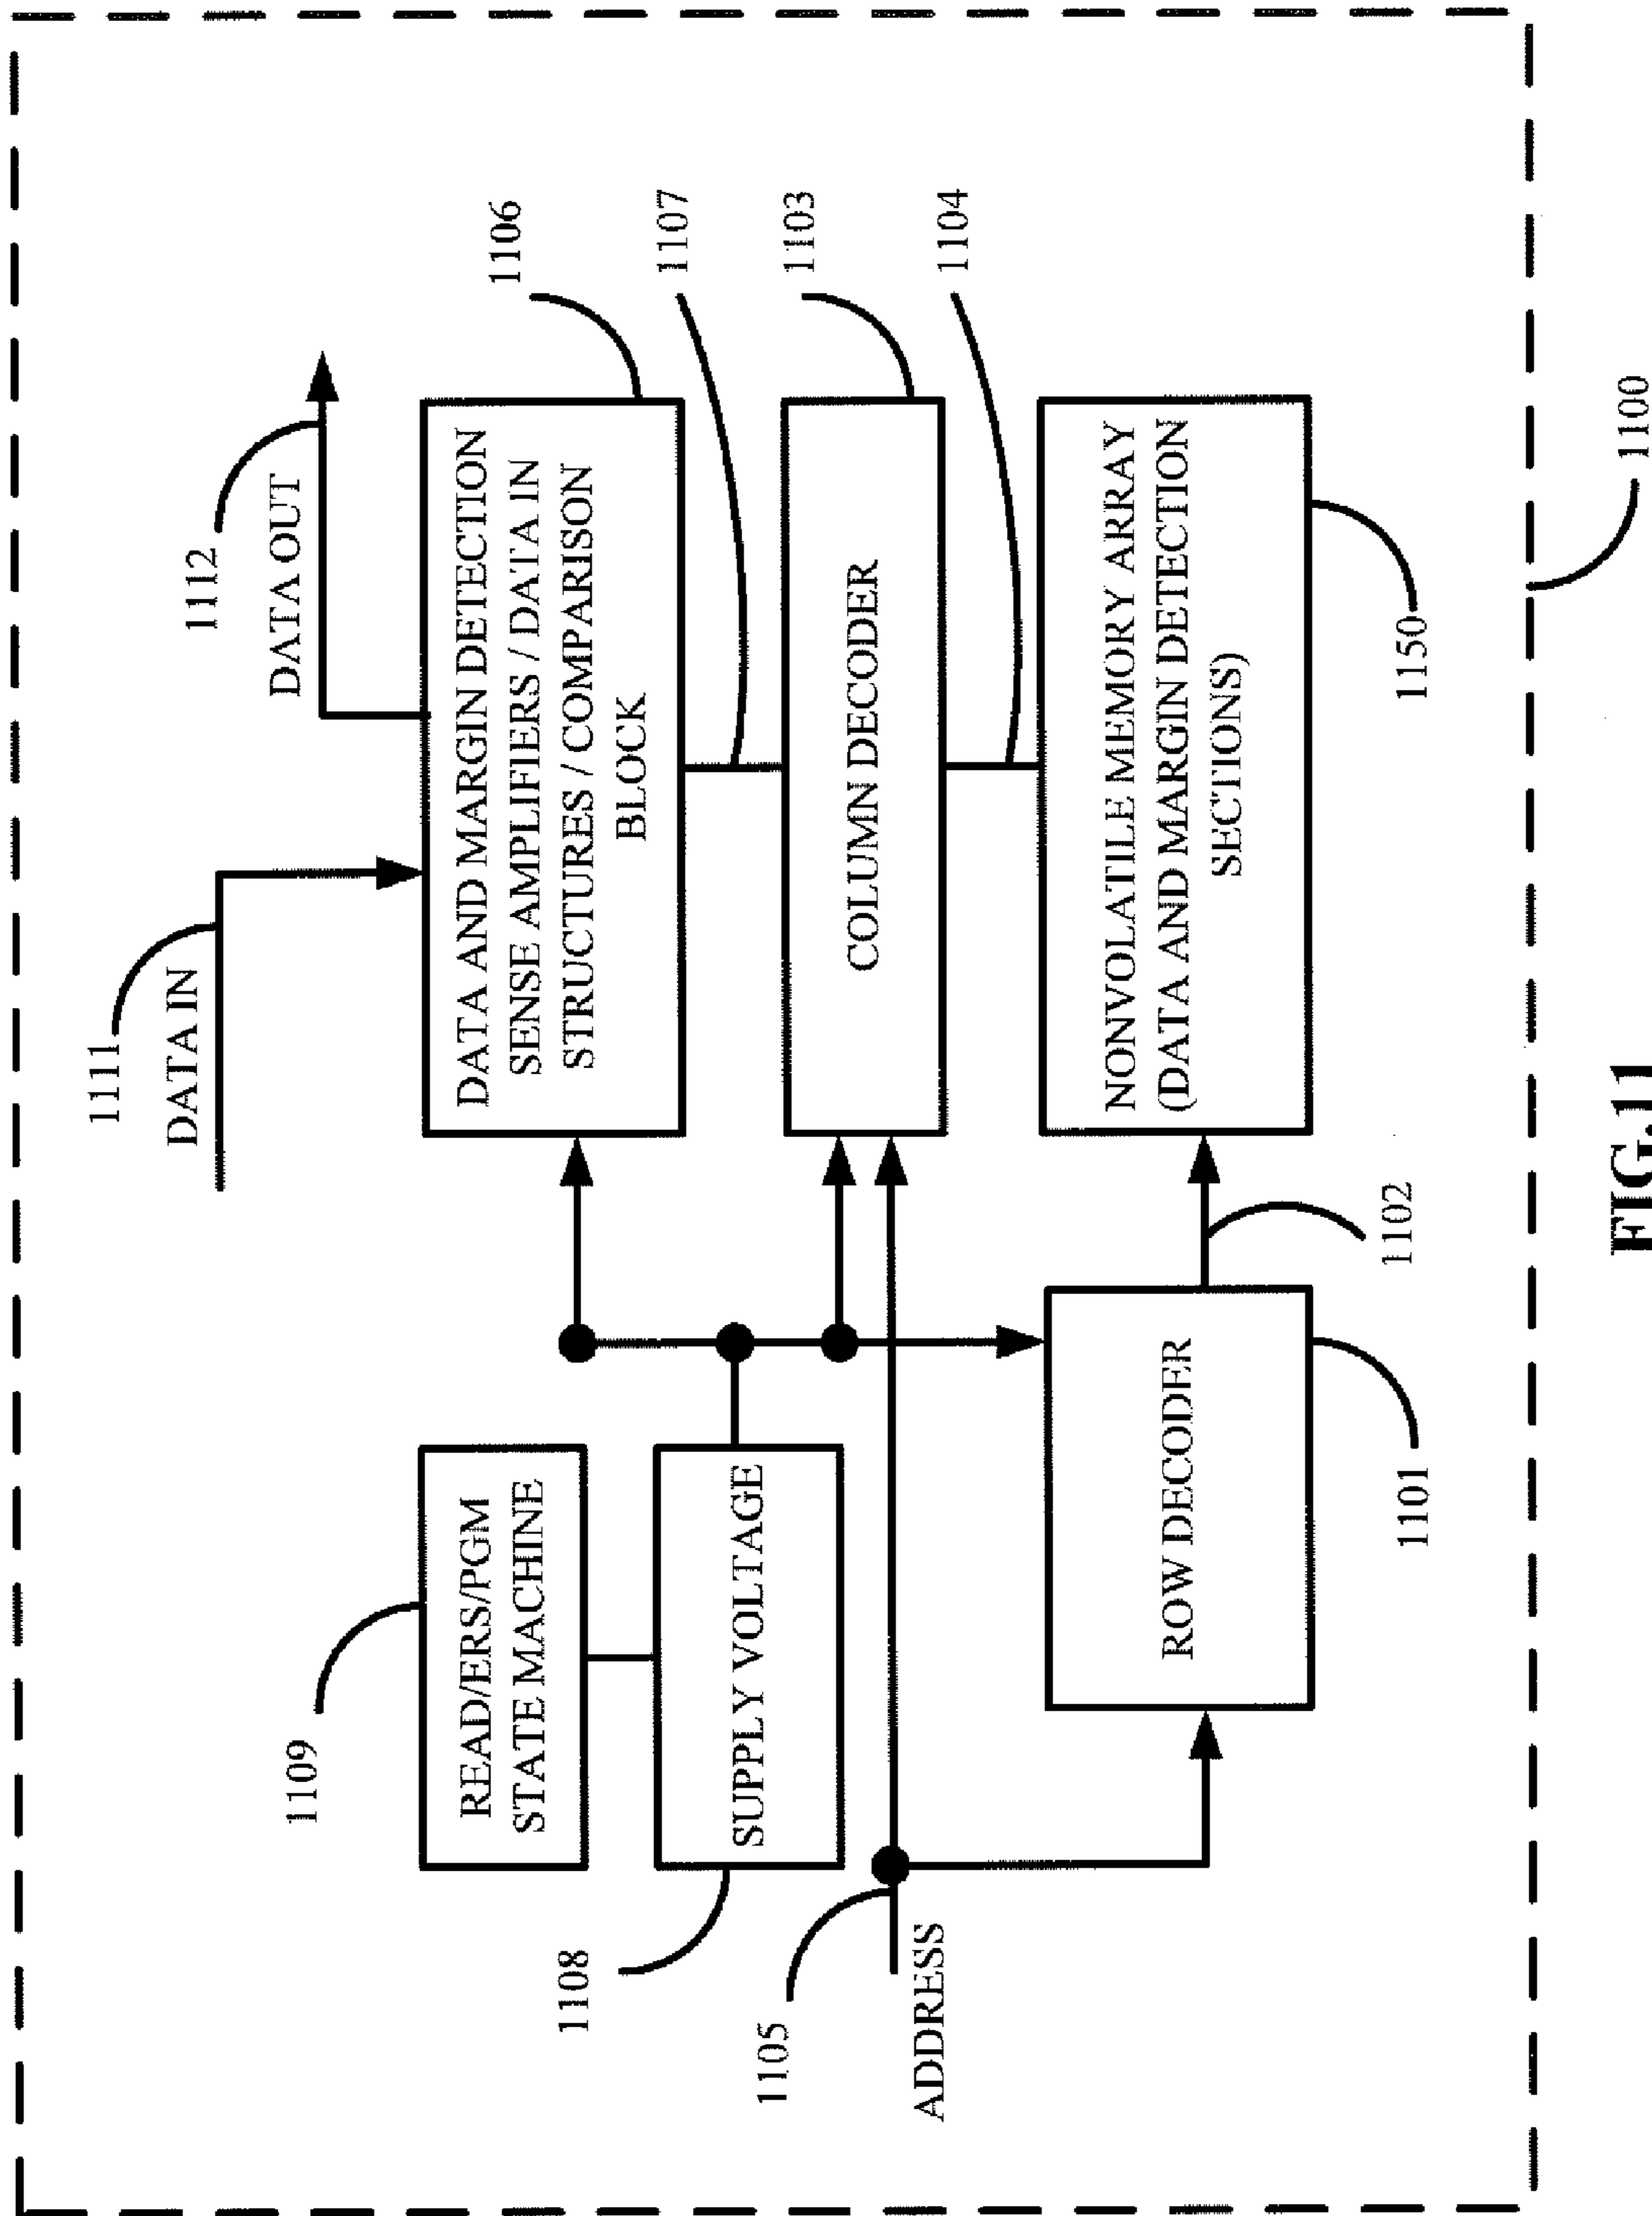 1111
DATA IN
1112
DATA OUT
1109
READ/ERS/PGM
STATE MACHINE
DATA AND MARGIN DETECTION
SENSE AMPLIFIERS / DATA IN
STRUCTURES / COMPARISON
BLOCK
1106
1108
SUPPLY VOLTAGE
1107
1105
ADDRESS
COLUMN DECODER
1103
1104
ROW DECODER
1101
1102
NONVOLATILE MEMORY ARRAY
(DATA AND MARGIN DETECTION
SECTIONS)
1150
1100
FIG.11